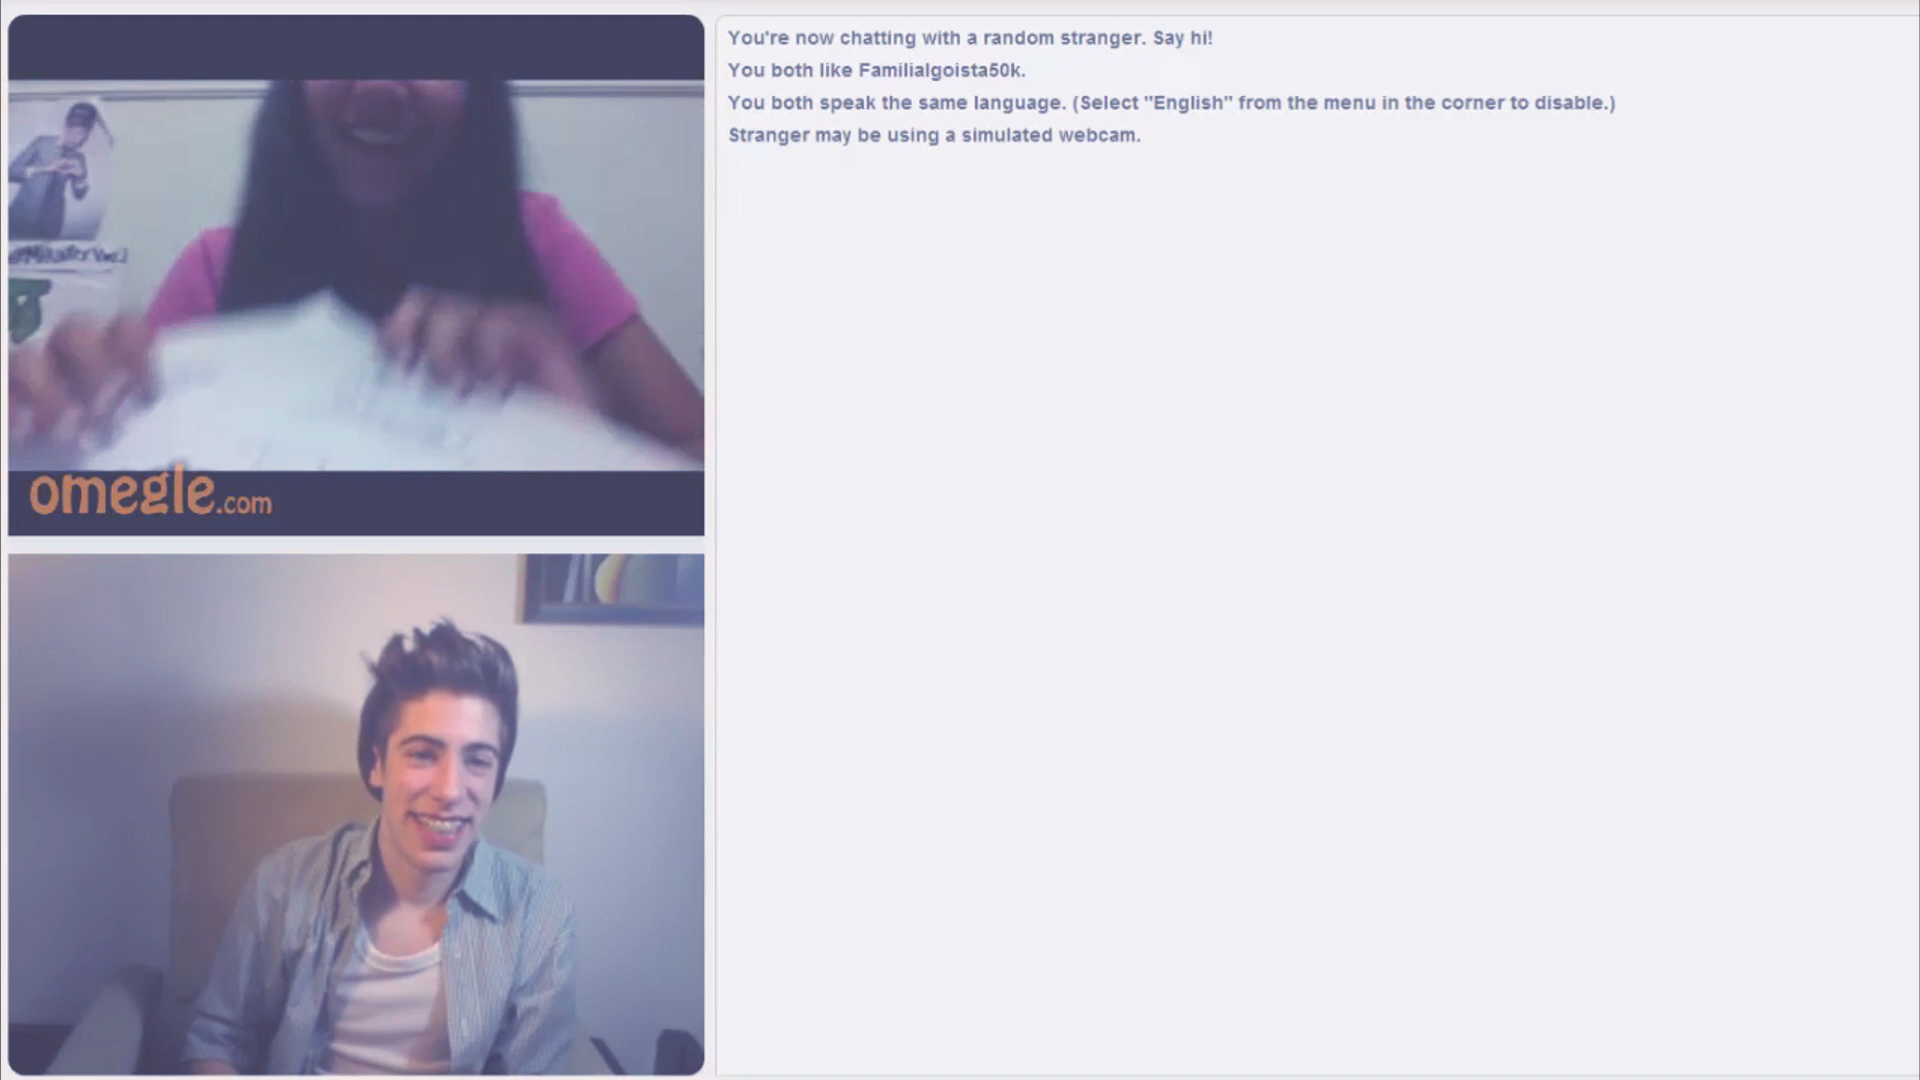 You're now chatting with a random stranger. Say hi!
You both like Familialgoista50k.
You both speak the same language. (Select "English" from the menu in the corner to disable.)
Stranger may be using a simulated webcam.
omegle.com